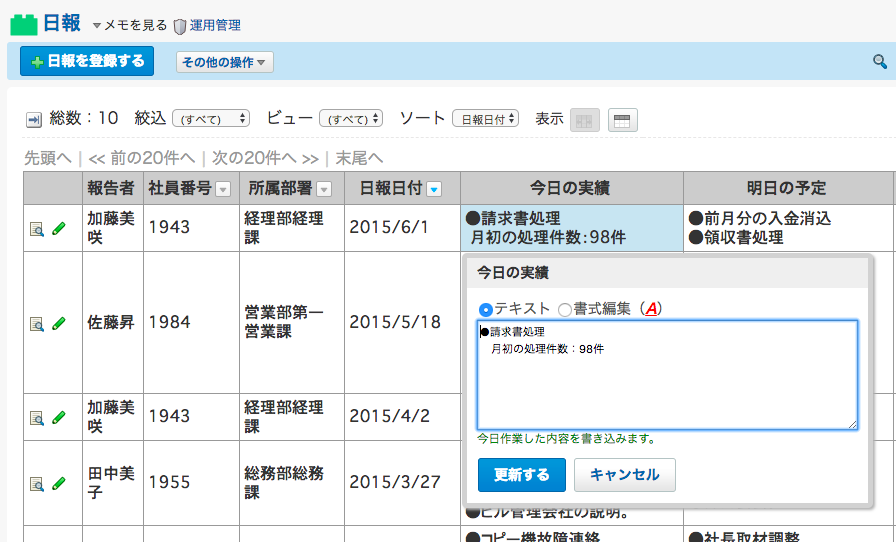 日報 メモを見る 運用管理
日報を登録する その他の操作
総数：10 絞込 (すべて) ビュー (すべて) ソート 日報日付 表示
先頭へ | << 前の20件へ | 次の20件へ >> | 末尾へ
報告者 社員番号 所属部署 日報日付 今日の実績 明日の予定
加藤美咲 1943 経理部経理課 2015/6/1
●請求書処理
月初の処理件数:98件
●前月分の入金消込
●領収書処理
佐藤昇 1984 営業部第一営業課 2015/5/18
加藤美咲 1943 経理部経理課 2015/4/2
田中美子 1955 総務部総務課 2015/3/27
今日の実績
テキスト 書式編集（A）
●請求書処理
月初の処理件数：98件
今日作業した内容を書き込みます。
更新する キャンセル
●ビル管理会社の説明。
●コピー機故障連絡 ●社長取材調整